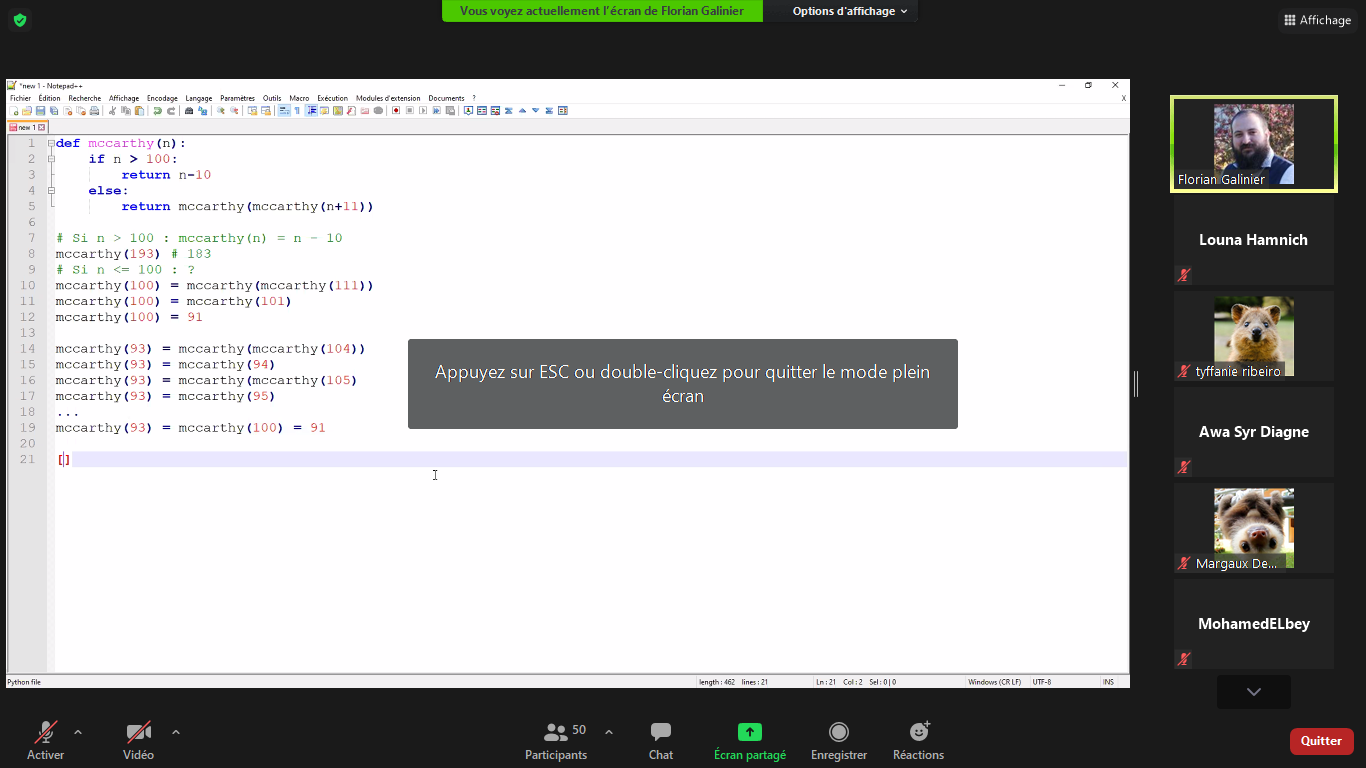 Vous voyez actuellement l'écran de Florian Galinier
Options d'affichage
Affichage
*new 1 - Notepad++
Fichier Édition Recherche Affichage Encodage Langage Paramètres Outils Macro Exécution Modules d'extension Documents ? X
new 1
1 def mccarthy(n):
2 if n > 100:
3 return n-10
4 else:
5 return mccarthy(mccarthy(n+11))
6
7 # Si n > 100 : mccarthy(n) = n - 10
8 mccarthy(193) # 183
9 # Si n <= 100 : ?
10 mccarthy(100) = mccarthy(mccarthy(111))
11 mccarthy(100) = mccarthy(101)
12 mccarthy(100) = 91
13
14 mccarthy(93) = mccarthy(mccarthy(104))
15 mccarthy(93) = mccarthy(94)
16 mccarthy(93) = mccarthy(mccarthy(105)
17 mccarthy(93) = mccarthy(95)
18 ...
19 mccarthy(93) = mccarthy(100) = 91
20
21 []
Appuyez sur ESC ou double-cliquez pour quitter le mode plein
écran
Python file length : 462 lines : 21 Ln : 21 Col : 2 Sel : 0 | 0 Windows (CR LF) UTF-8 INS
Florian Galinier
Louna Hamnich
tyffanie ribeiro
Awa Syr Diagne
Margaux De...
MohamedELbey
Activer
Vidéo
50
Participants
Chat
Écran partagé
Enregistrer
Réactions
Quitter